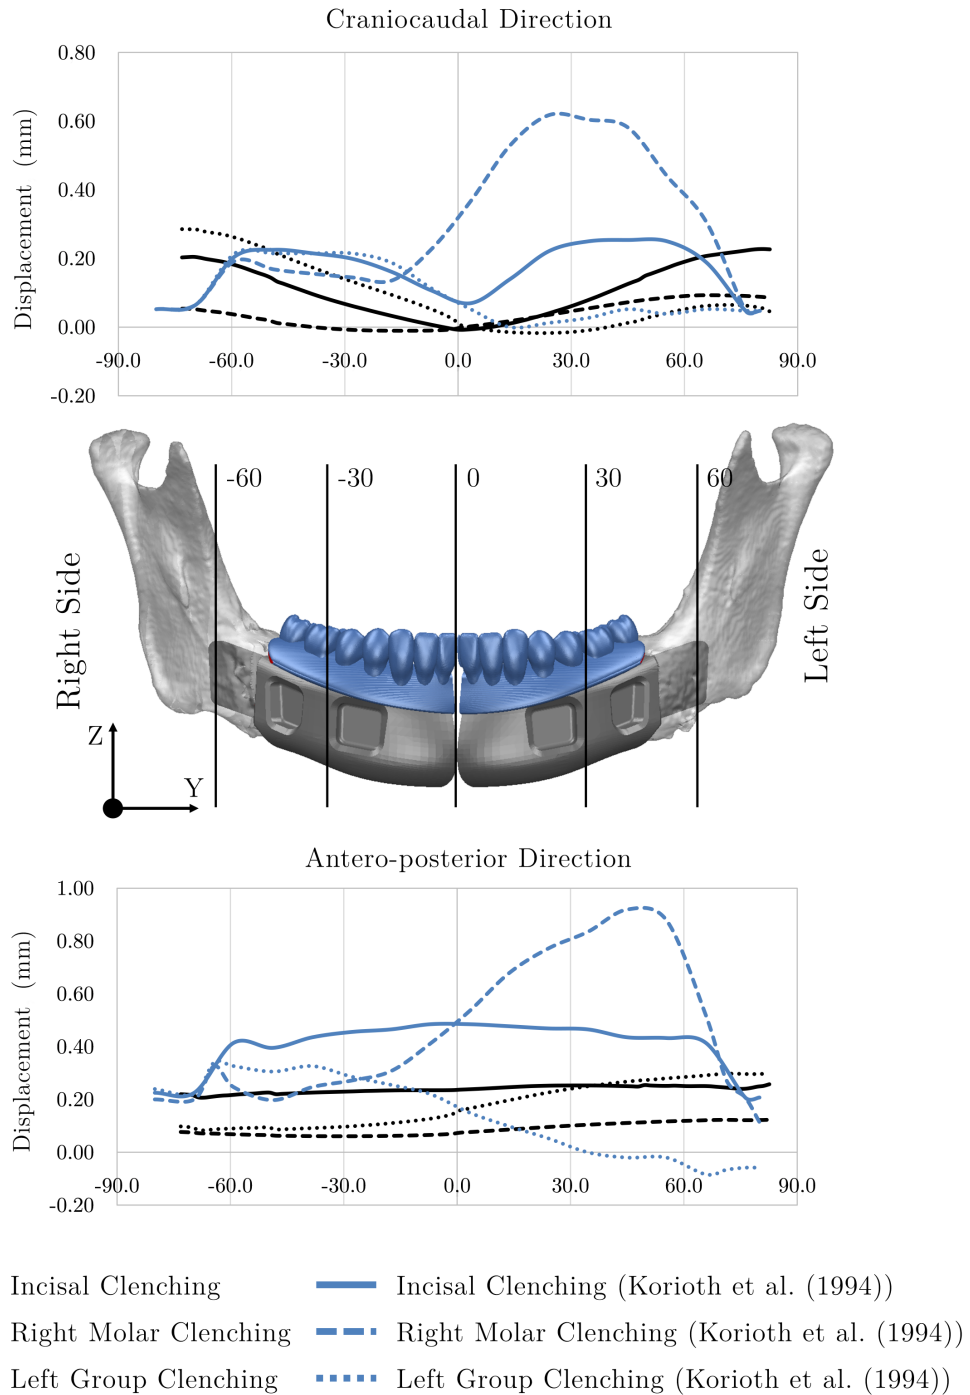 Craniocaudal Direction
Displacement (mm)
0.80
0.60
0.40
0.20
0.00
-0.20
-90.0 -60.0 -30.0 0.0 30.0 60.0 90.0
-60 -30 0 30 60
Right Side
Left Side
Z
Y
Antero-posterior Direction
Displacement (mm)
1.00
0.80
0.60
0.40
0.20
0.00
-0.20
-90.0 -60.0 -30.0 0.0 30.0 60.0 90.0
Incisal Clenching Incisal Clenching (Korioth et al. (1994))
Right Molar Clenching Right Molar Clenching (Korioth et al. (1994))
Left Group Clenching Left Group Clenching (Korioth et al. (1994))